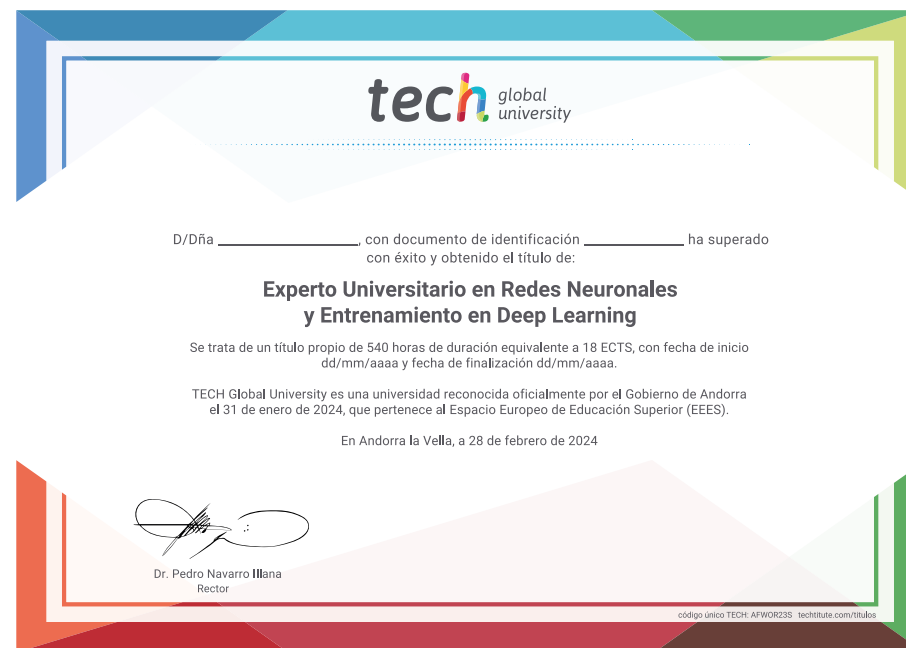 tech global university
D/Dña ____________________, con documento de identificación ______________ ha superado
con éxito y obtenido el título de:
Experto Universitario en Redes Neuronales
y Entrenamiento en Deep Learning
Se trata de un título propio de 540 horas de duración equivalente a 18 ECTS, con fecha de inicio
dd/mm/aaaa y fecha de finalización dd/mm/aaaa.
TECH Global University es una universidad reconocida oficialmente por el Gobierno de Andorra
el 31 de enero de 2024, que pertenece al Espacio Europeo de Educación Superior (EEES).
En Andorra la Vella, a 28 de febrero de 2024
Dr. Pedro Navarro Illana
Rector
código único TECH: AFWOR23S techtitute.com/titulos